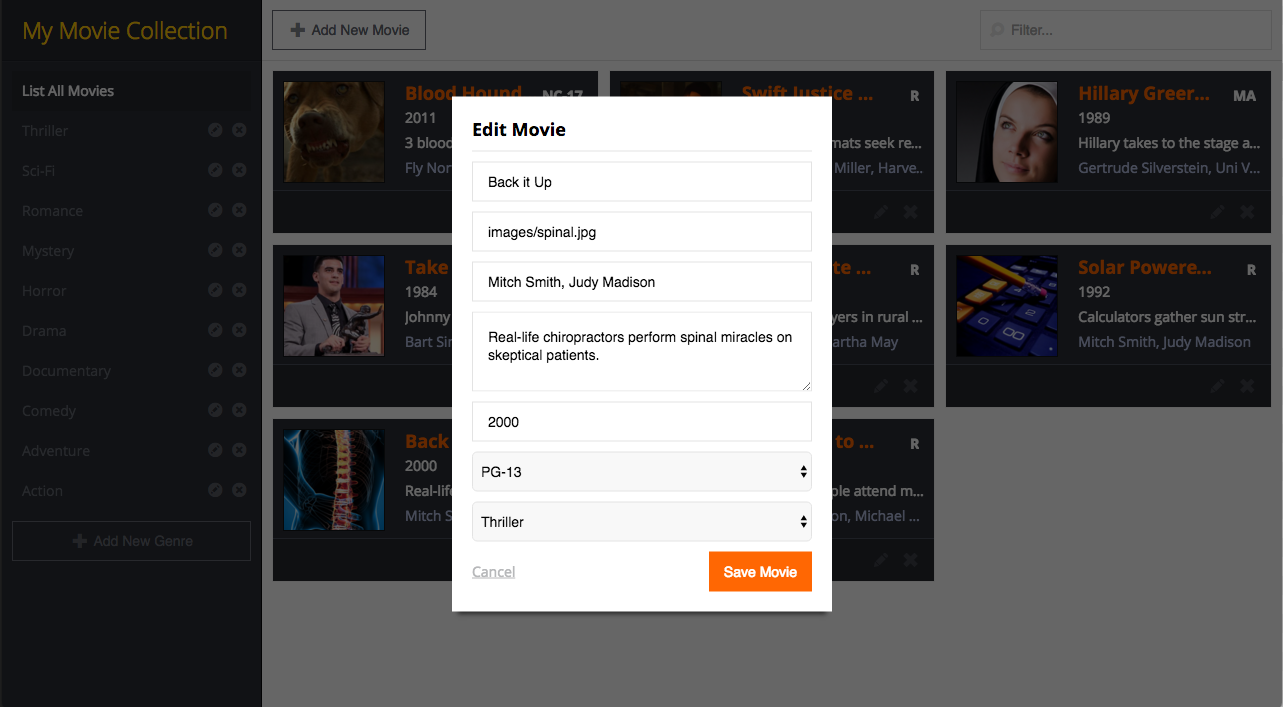 My Movie Collection
Add New Movie
Filter...
List All Movies
Thriller
Sci-Fi
Romance
Mystery
Horror
Drama
Documentary
Comedy
Adventure
Action
Add New Genre
Blood Hound NC-17
2011
3 blood
Fly Nor
Swift Justice ... R
mats seek re...
Miller, Harve..
Hillary Greer... MA
1989
Hillary takes to the stage a...
Gertrude Silverstein, Uni V...
Take
1984
Johnny
Bart Sir
te ... R
yers in rural ...
artha May
Solar Powere... R
1992
Calculators gather sun str...
Mitch Smith, Judy Madison
Back
2000
Real-life
Mitch S
to ... R
ple attend m...
on, Michael ...
Edit Movie
Back it Up
images/spinal.jpg
Mitch Smith, Judy Madison
Real-life chiropractors perform spinal miracles on
skeptical patients.
2000
PG-13
Thriller
Cancel
Save Movie